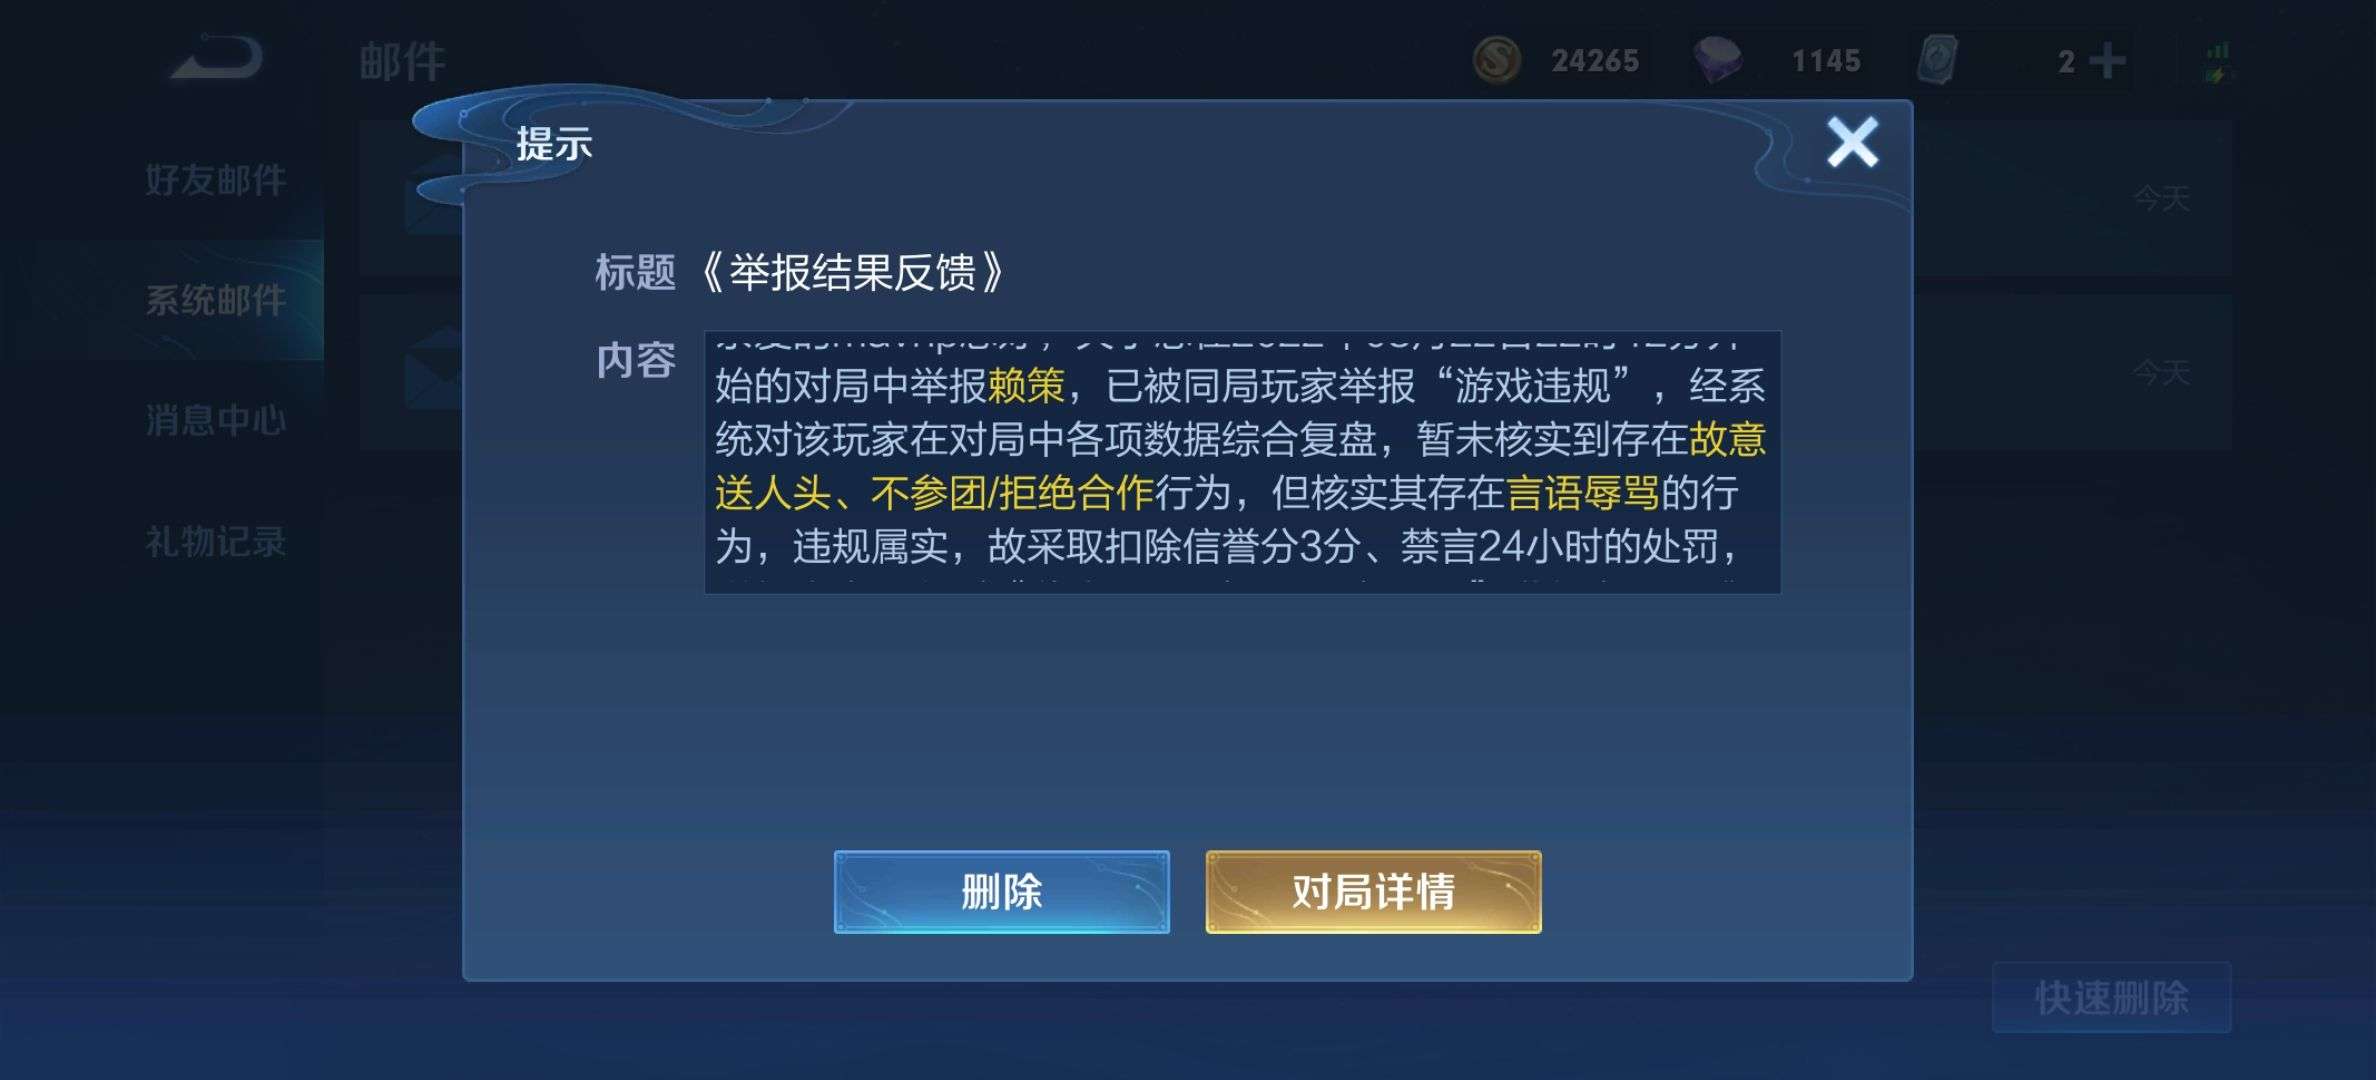 邮件
24265
1145
2
提示
好友邮件
今天
系统邮件
标题《举报结果反馈》
内容
始的对局中举报赖策，已被同局玩家举报“游戏违规”，经系
统对该玩家在对局中各项数据综合复盘，暂未核实到存在故意
送人头、不参团/拒绝合作行为，但核实其存在言语辱骂的行
为，违规属实，故采取扣除信誉分3分、禁言24小时的处罚，
今天
消息中心
礼物记录
删除
对局详情
快速删除